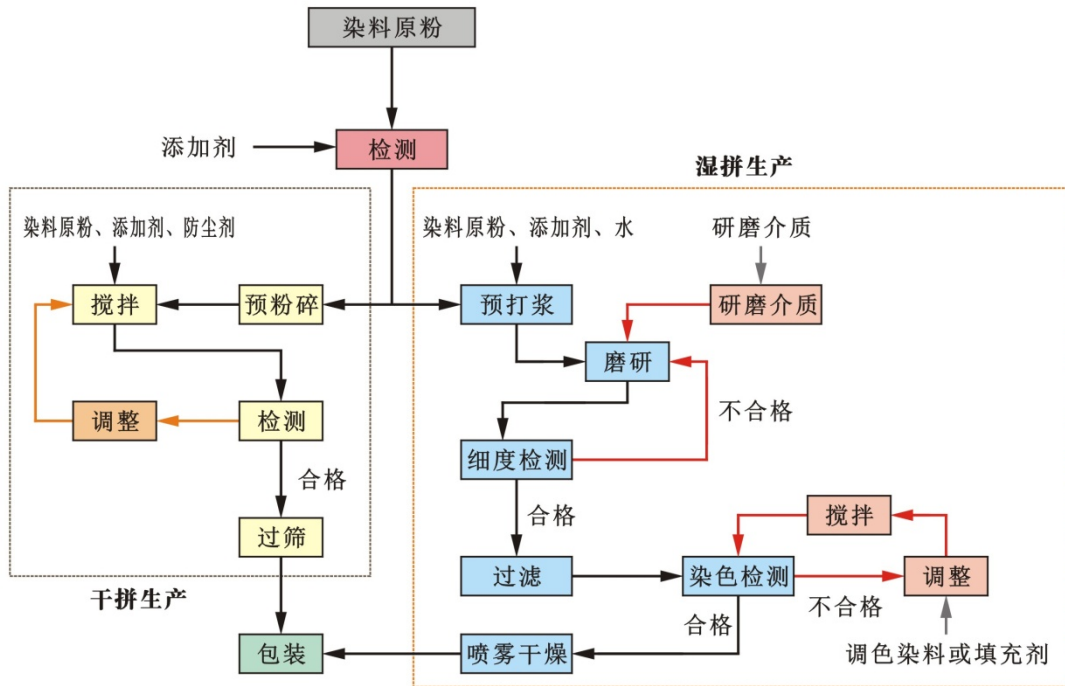 染料原粉
添加剂
检测
湿拼生产
染料原粉、添加剂、防尘剂
染料原粉、添加剂、水
研磨介质
搅拌
预粉碎
预打浆
研磨介质
磨研
调整
检测
不合格
细度检测
合格
合格
搅拌
过筛
过滤
染色检测
调整
干拼生产
不合格
合格
包装
喷雾干燥
调色染料或填充剂